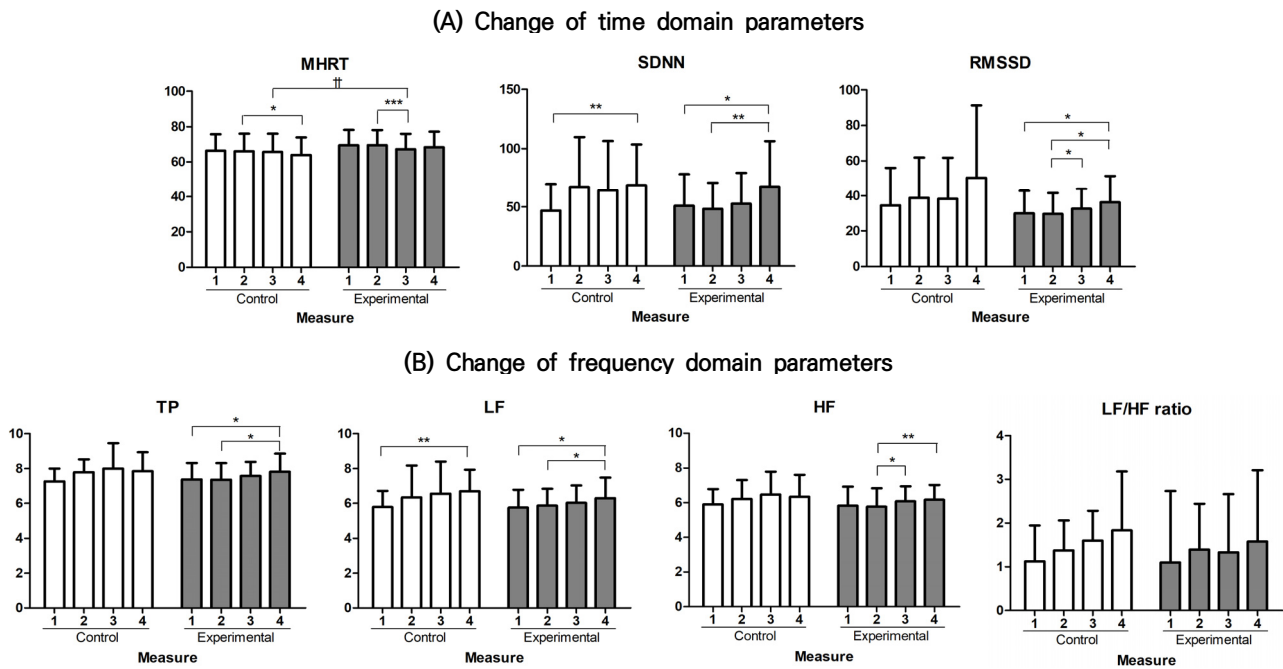 (A) Change of time domain parameters
MHRT
††
*
***
100
80
60
40
20
0
1 2 3 4 1 2 3 4
Control Experimental
Measure
SDNN
**
*
**
150
100
50
0
1 2 3 4 1 2 3 4
Control Experimental
Measure
RMSSD
*
*
*
100
80
60
40
20
0
1 2 3 4 1 2 3 4
Control Experimental
Measure
(B) Change of frequency domain parameters
TP
*
*
10
8
6
4
2
0
1 2 3 4 1 2 3 4
Control Experimental
Measure
LF
**
*
*
10
8
6
4
2
0
1 2 3 4 1 2 3 4
Control Experimental
Measure
HF
**
*
10
8
6
4
2
0
1 2 3 4 1 2 3 4
Control Experimental
Measure
LF/HF ratio
4
3
2
1
0
1 2 3 4 1 2 3 4
Control Experimental
Measure